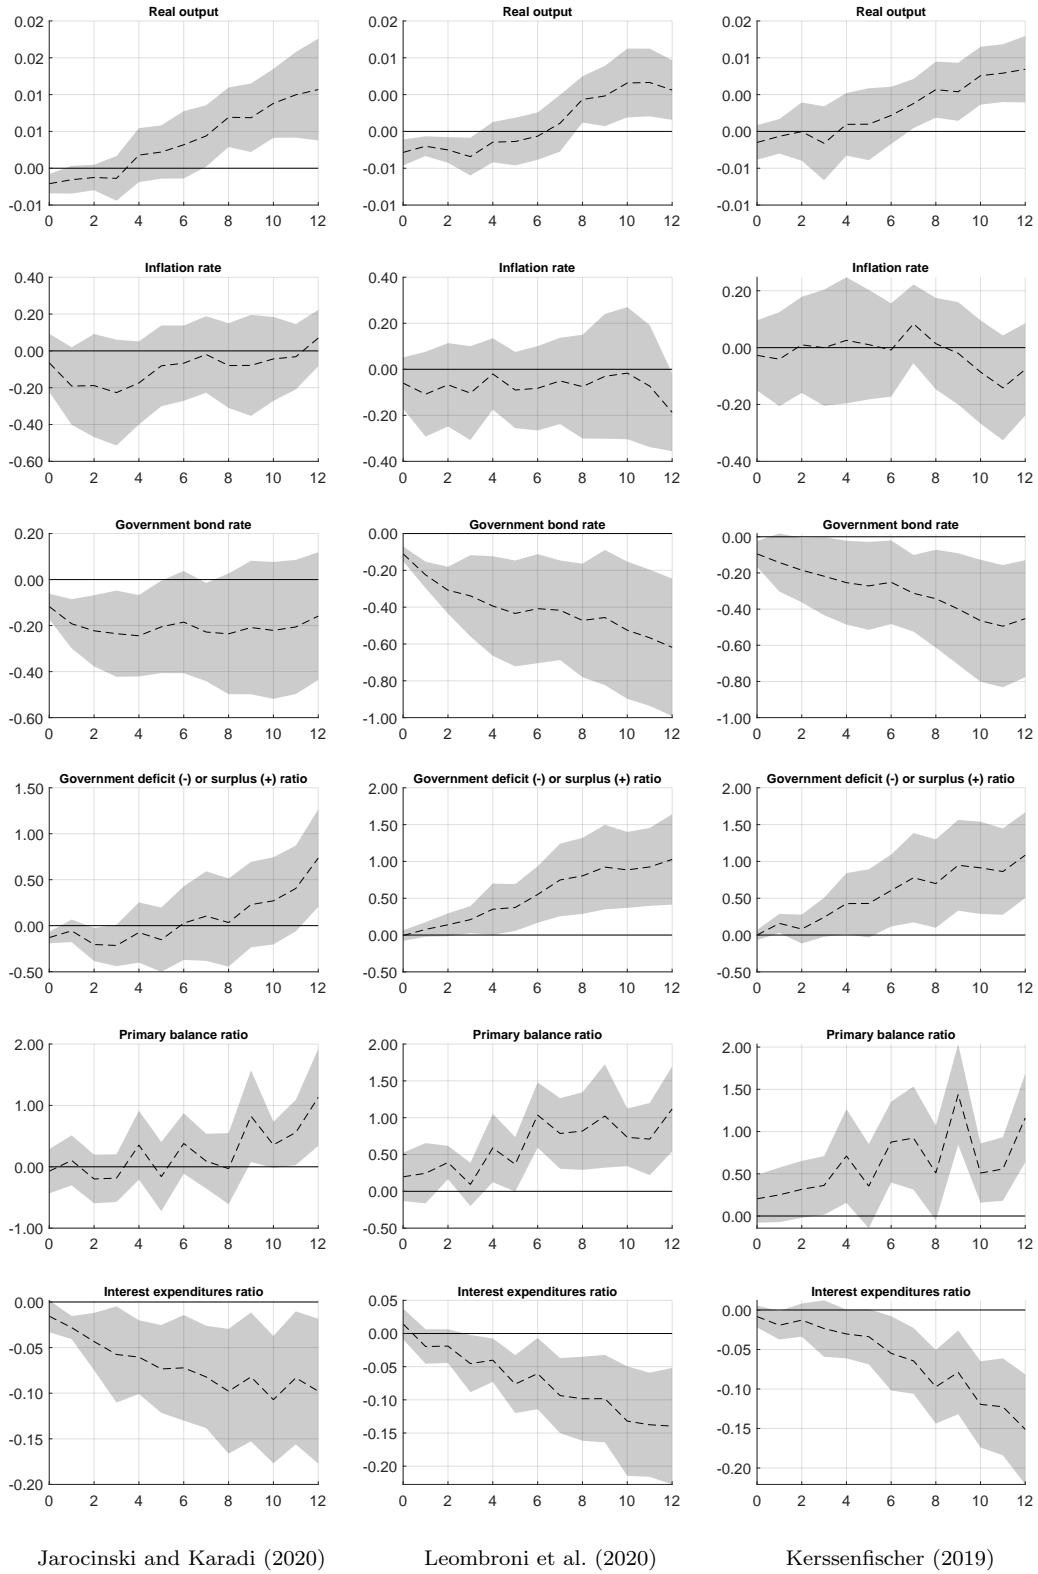 Real output Real output Real output
0.02 0.02 0.02
0.02 0.01 0.01
0.01 0.00 0.00
0.01 0.00 0.00
0.00 -0.01 -0.01
-0.01 -0.01 -0.01
0 2 4 6 8 10 12 0 2 4 6 8 10 12 0 2 4 6 8 10 12
Inflation rate Inflation rate Inflation rate
0.40 0.40 0.20
0.20 0.20 0.00
0.00 0.00 -0.20
-0.20 -0.20 -0.40
-0.40 -0.40
-0.60
0 2 4 6 8 10 12 0 2 4 6 8 10 12 0 2 4 6 8 10 12
Government bond rate Government bond rate Government bond rate
0.20 0.00 0.00
0.00 -0.20 -0.20
-0.20 -0.40 -0.40
-0.40 -0.60 -0.60
-0.60 -0.80 -0.80
-1.00 -1.00
0 2 4 6 8 10 12 0 2 4 6 8 10 12 0 2 4 6 8 10 12
Government deficit (-) or surplus (+) ratio Government deficit (-) or surplus (+) ratio Government deficit (-) or surplus (+) ratio
1.50 2.00 2.00
1.00 1.50 1.50
0.50 1.00 1.00
0.00 0.50 0.50
-0.50 0.00 0.00
-0.50 -0.50
0 2 4 6 8 10 12 0 2 4 6 8 10 12 0 2 4 6 8 10 12
Primary balance ratio Primary balance ratio Primary balance ratio
2.00 2.00 2.00
1.00 1.50 1.50
0.00 1.00 1.00
-1.00 0.50 0.50
0.00 0.00
-0.50
0 2 4 6 8 10 12 0 2 4 6 8 10 12 0 2 4 6 8 10 12
Interest expenditures ratio Interest expenditures ratio Interest expenditures ratio
0.00 0.05 0.00
-0.05 0.00 -0.05
-0.10 -0.05 -0.10
-0.15 -0.10 -0.15
-0.20 -0.15 -0.20
-0.20
0 2 4 6 8 10 12 0 2 4 6 8 10 12 0 2 4 6 8 10 12
Jarocinski and Karadi (2020) Leombroni et al. (2020) Kerssenfischer (2019)